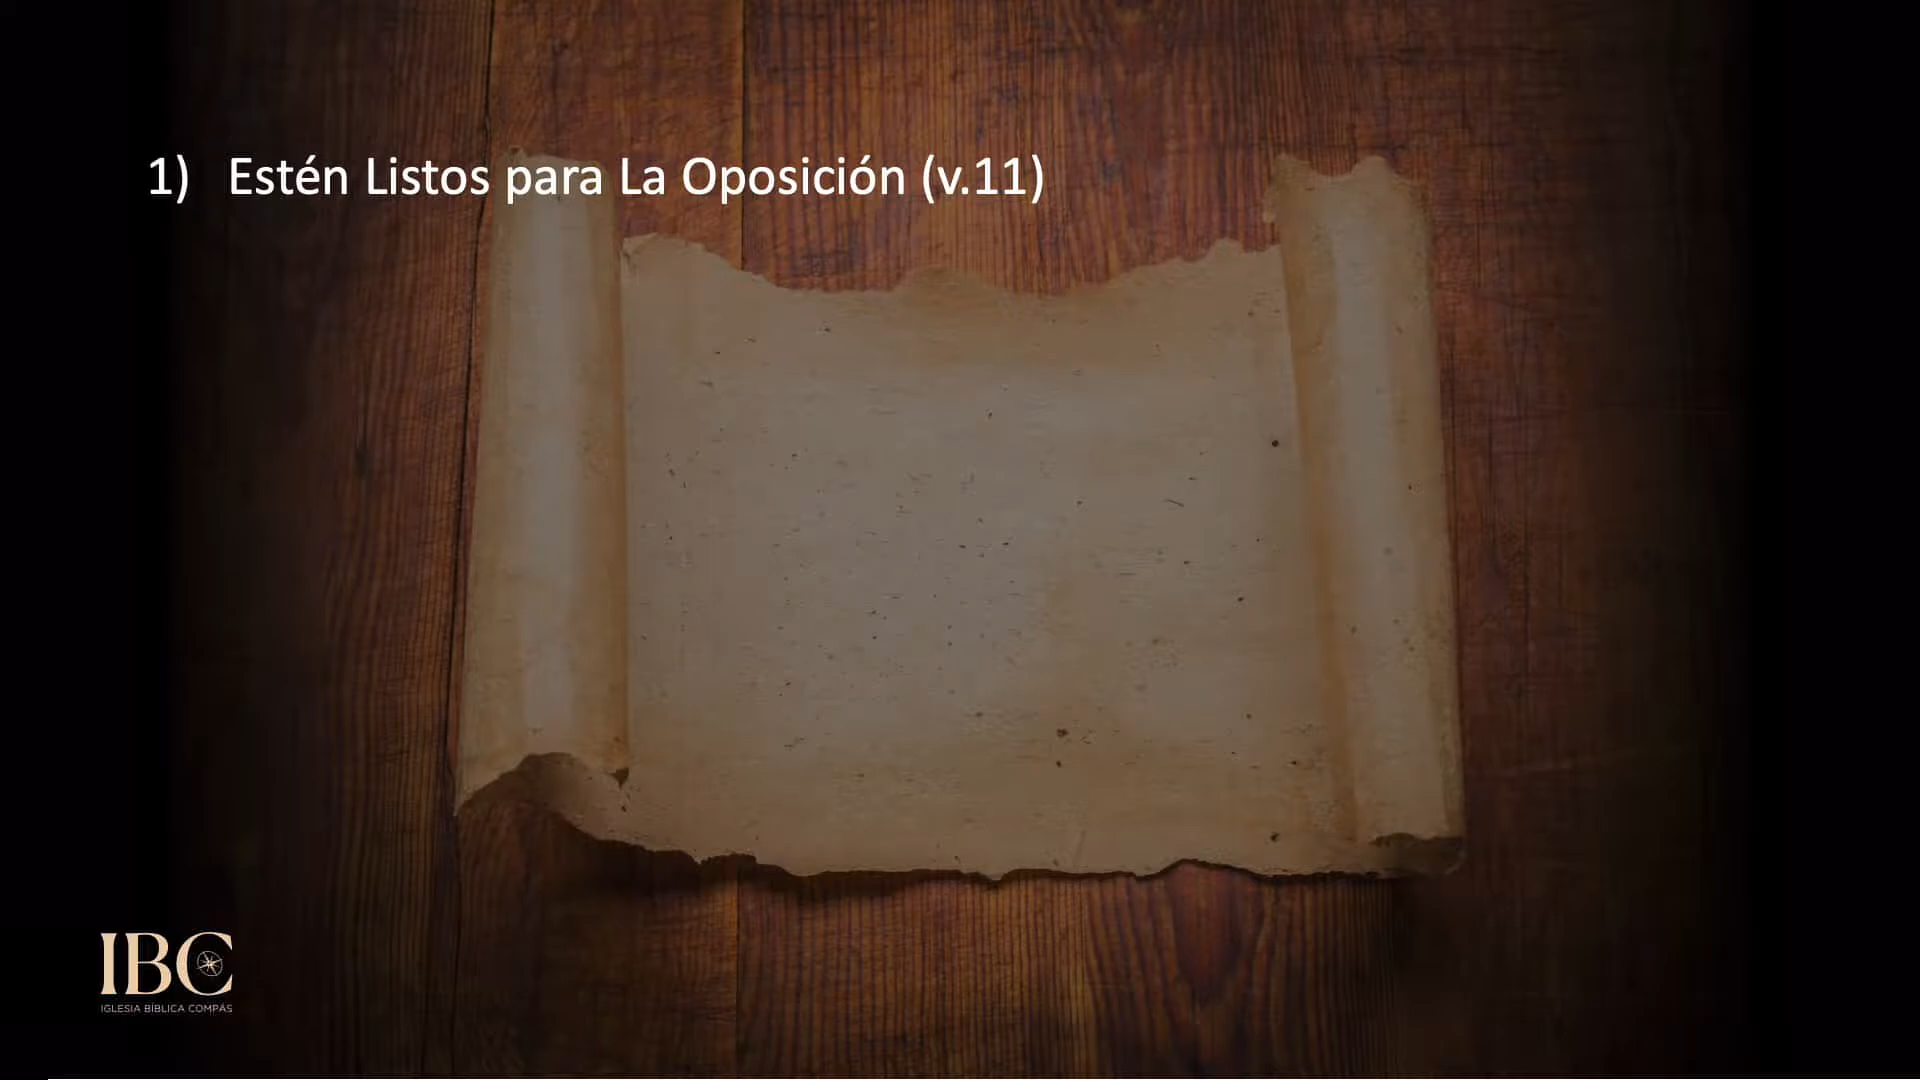 1) Estén Listos para La Oposición (v.11)
IBC
IGLESIA BÍBLICA COMPÁS